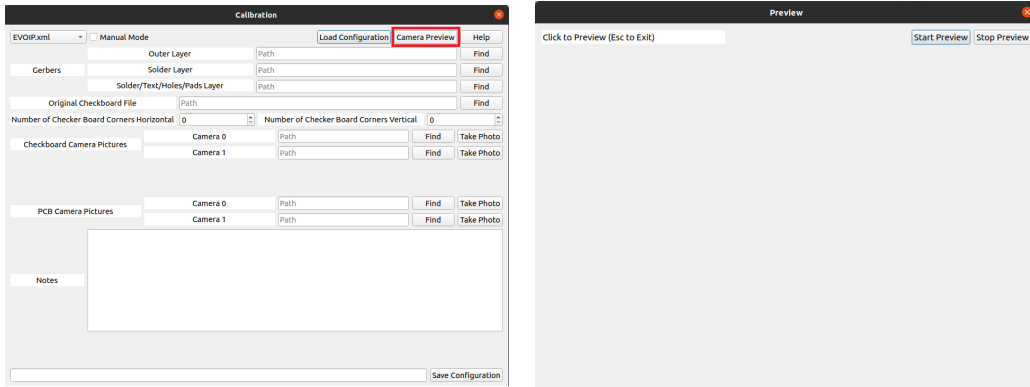 Calibration
EVOIP.xml Manual Mode Load Configuration Camera Preview Help
Outer Layer Path Find
Gerbers Solder Layer Path Find
Solder/Text/Holes/Pads Layer Path Find
Original Checkboard File Path Find
Number of Checker Board Corners Horizontal 0 Number of Checker Board Corners Vertical 0
Checkboard Camera Pictures Camera 0 Path Find Take Photo
Camera 1 Path Find Take Photo
PCB Camera Pictures Camera 0 Path Find Take Photo
Camera 1 Path Find Take Photo
Notes
Save Configuration
Preview
Click to Preview (Esc to Exit) Start Preview Stop Preview